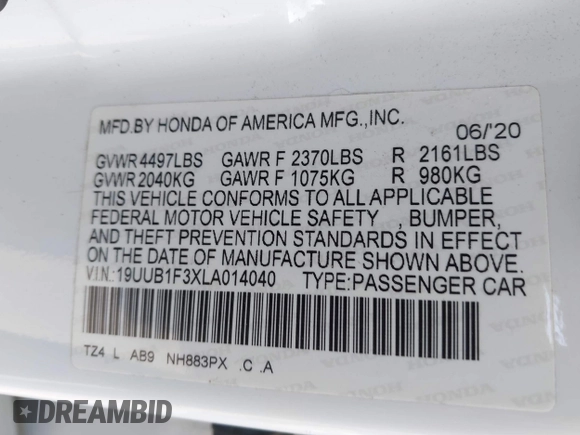 MFD.BY HONDA OF AMERICA MFG.,INC. 06/'20
GVWR 4497LBS GAWR F 2370LBS R 2161LBS
GVWR 2040KG GAWR F 1075KG R 980KG
THIS VEHICLE CONFORMS TO ALL APPLICABLE
FEDERAL MOTOR VEHICLE SAFETY , BUMPER,
AND THEFT PREVENTION STANDARDS IN EFFECT
ON THE DATE OF MANUFACTURE SHOWN ABOVE.
V.I.N.:19UUB1F3XLA014040 TYPE:PASSENGER CAR
TZ4 L AB9 NH883PX .C .A
DREAMBID